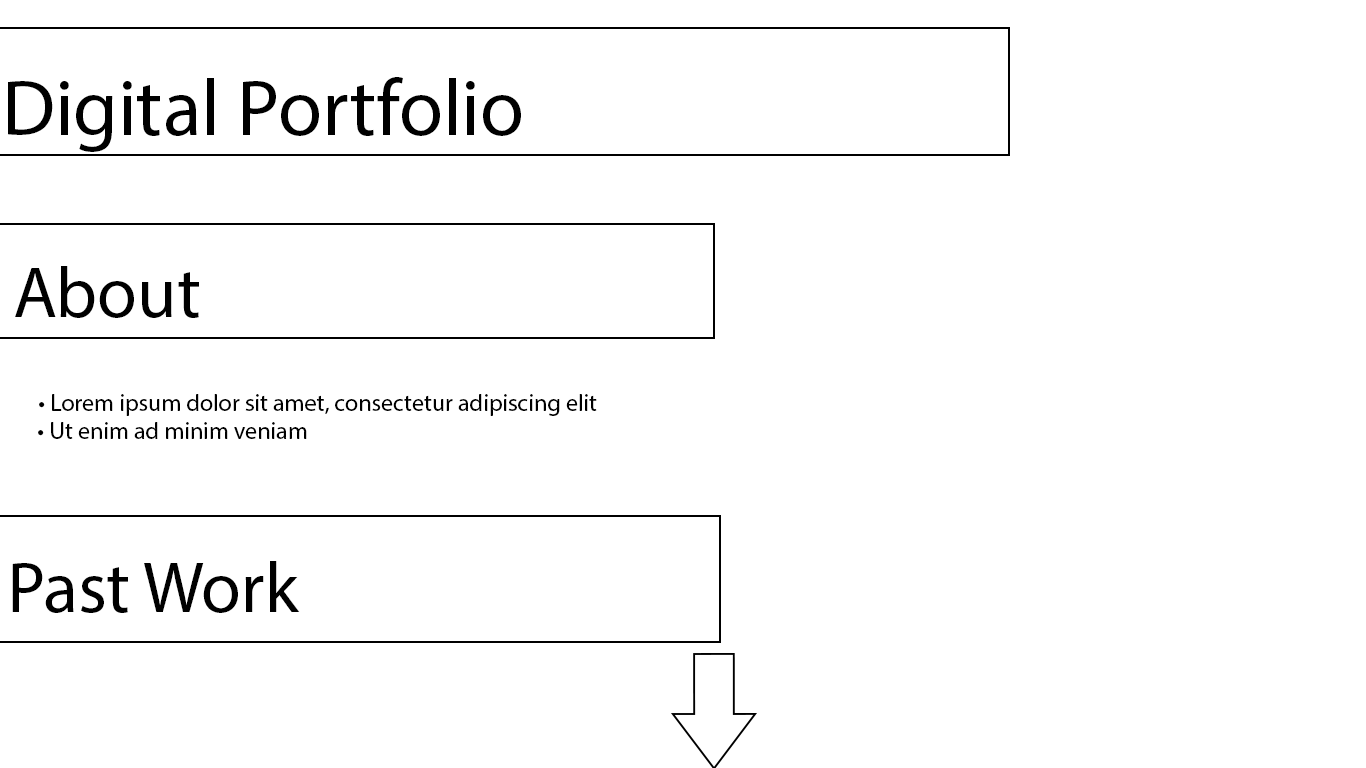 Digital Portfolio
About
• Lorem ipsum dolor sit amet, consectetur adipiscing elit
• Ut enim ad minim veniam
Past Work